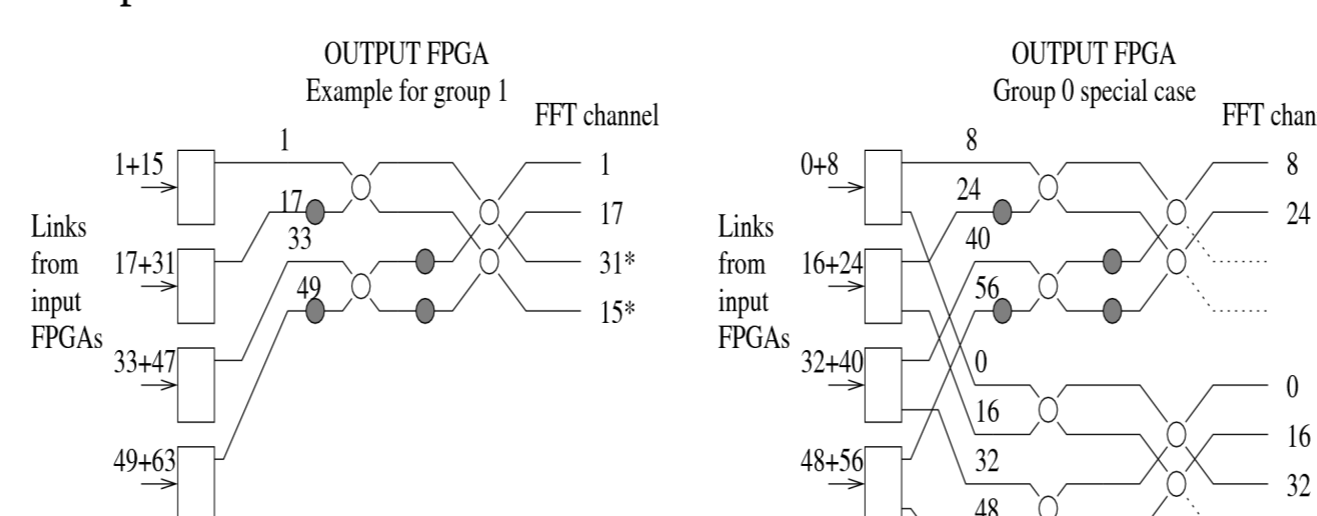 OUTPUT FPGA
Example for group 1
FFT channel
1
1+15
1
17
17
33
Links
from
input
FPGAs
17+31
31*
49
15*
33+47
49+63
OUTPUT FPGA
Group 0 special case
FFT chan
8
0+8
8
24
24
40
Links
from
input
FPGAs
16+24
56
32+40
0
0
16
16
48+56
32
32
48